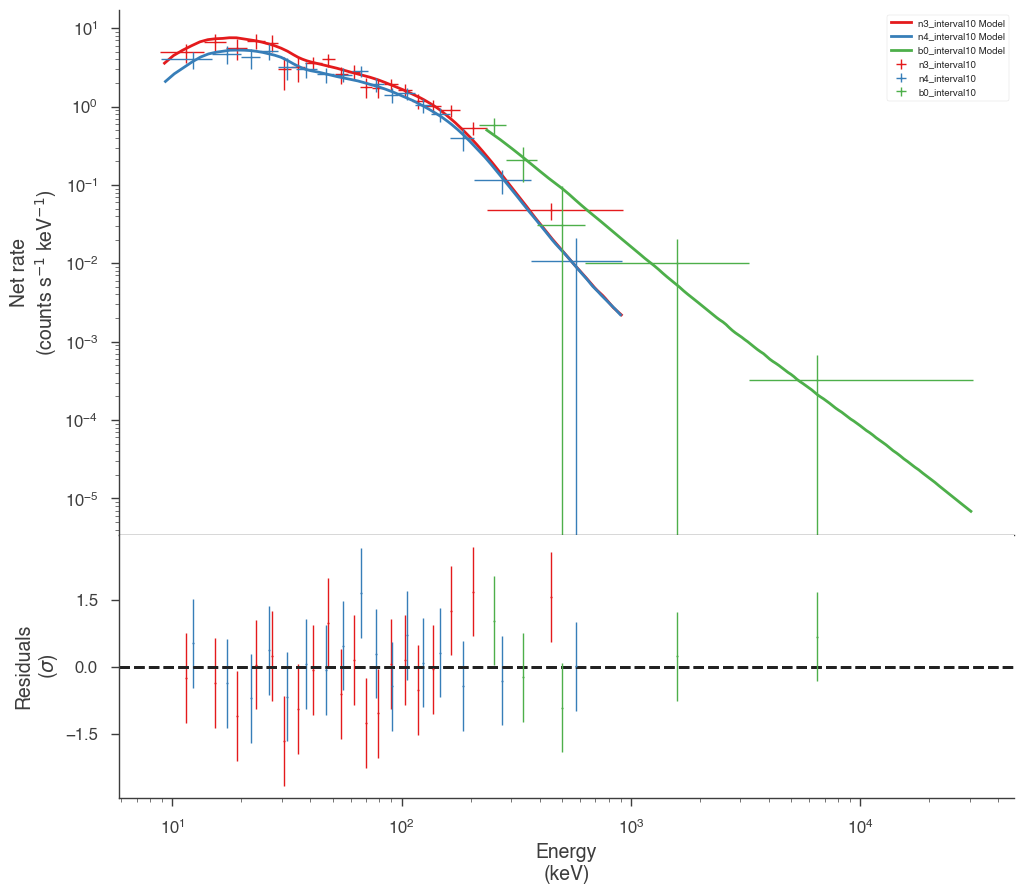 n3_interval10 Model
n4_interval10 Model
b0_interval10 Model
n3_interval10
n4_interval10
b0_interval10
10^1
10^0
10^−1
10^−2
10^−3
10^−4
10^−5
Net rate
(counts s^−1 keV^−1)
1.5
0.0
−1.5
Residuals
(σ)
10^1
10^2
10^3
10^4
Energy
(keV)